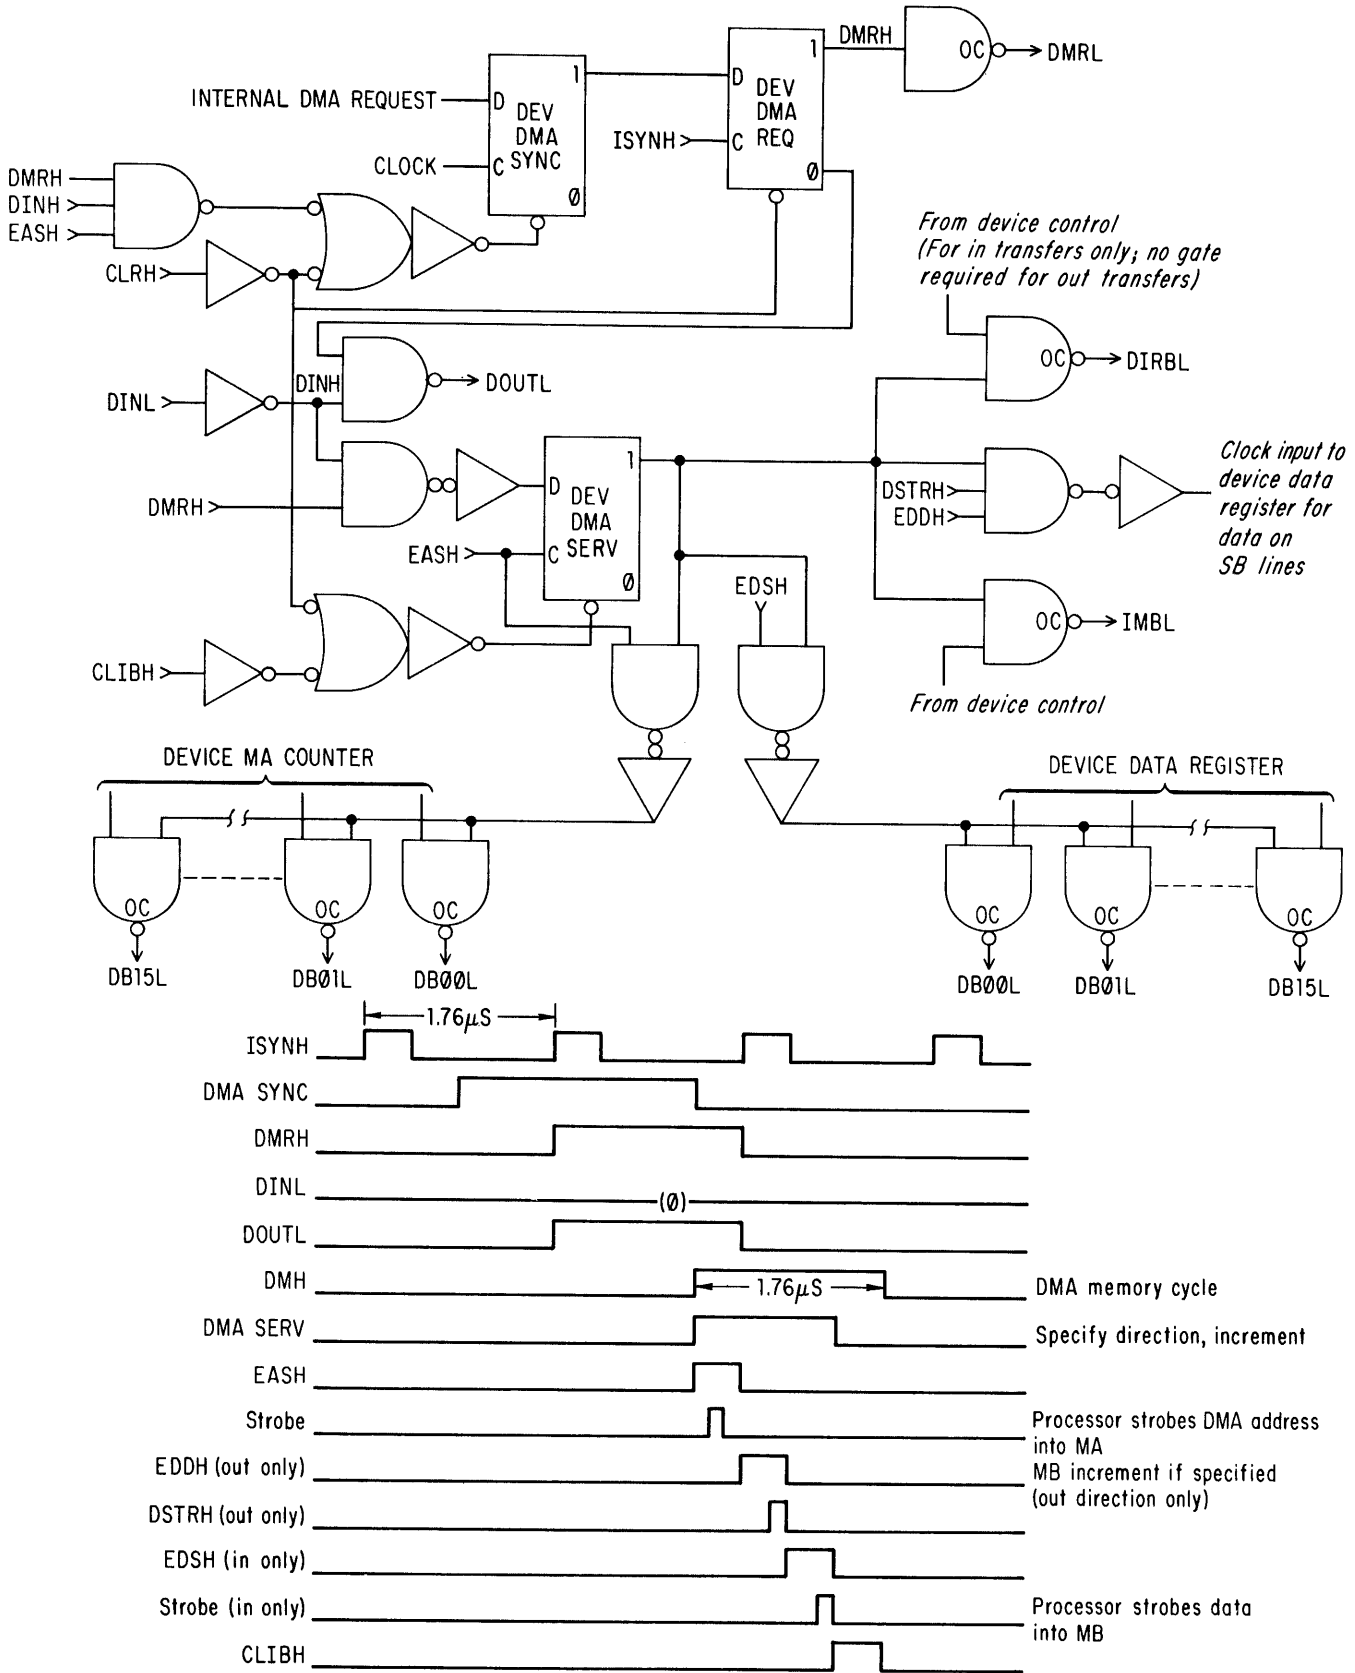 DMRH
OC
DMRL
1
1
D
DEV
DMA
REQ
INTERNAL DMA REQUEST
D
DEV
DMA
SYNC
ISYNH
C
CLOCK
C
Ø
Ø
DMRH
DINH
EASH
CLRH
From device control
(For in transfers only; no gate
required for out transfers)
OC
DIRBL
DINH
DOUTL
DINL
1
D
DEV
DMA
SERV
DMRH
EASH
C
Ø
DSTRH
EDDH
Clock input to
device data
register for
data on
SB lines
EDSH
OC
IMBL
CLIBH
From device control
DEVICE MA COUNTER
DEVICE DATA REGISTER
OC
OC
OC
OC
OC
OC
DB15L
DBØ1L
DBØØL
DBØØL
DBØ1L
DB15L
1.76μS
ISYNH
DMA SYNC
DMRH
DINL
(Ø)
DOUTL
DMH
1.76μS
DMA memory cycle
DMA SERV
Specify direction, increment
EASH
Strobe
Processor strobes DMA address
into MA
EDDH (out only)
MB increment if specified
(out direction only)
DSTRH (out only)
EDSH (in only)
Strobe (in only)
Processor strobes data
into MB
CLIBH